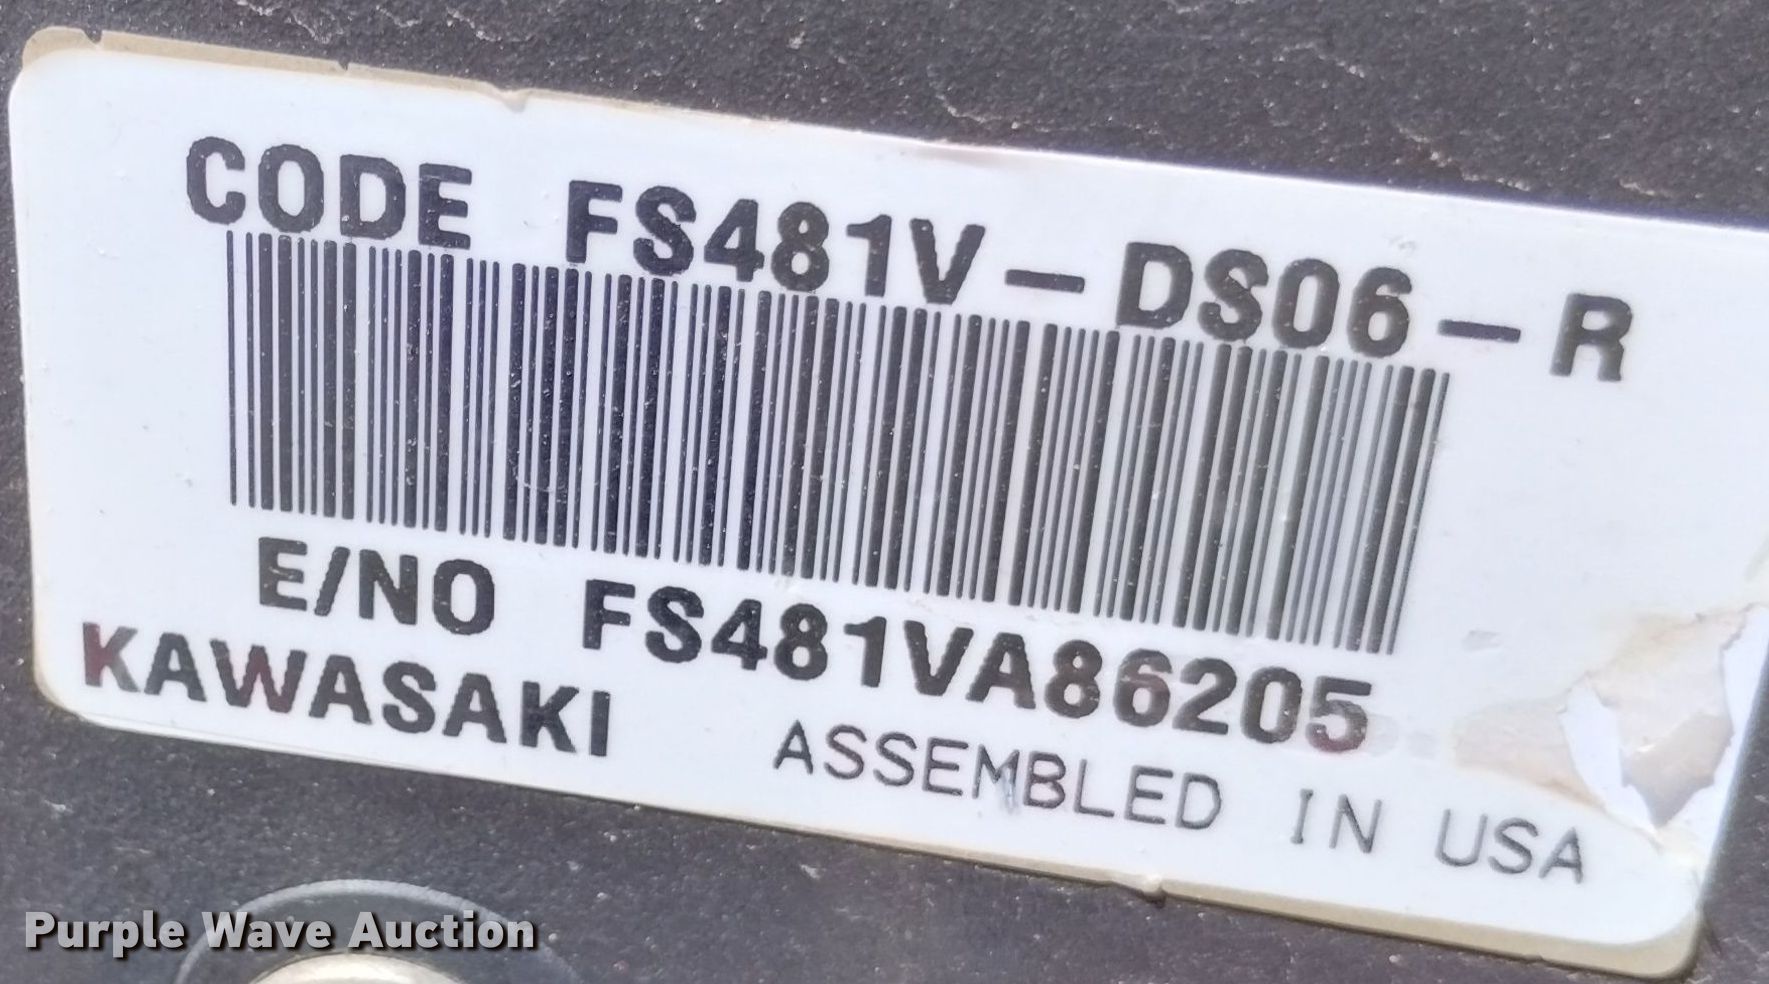 CODE FS481V-DS06-R
E/NO FS481VA86205
KAWASAKI ASSEMBLED IN USA
Purple Wave Auction